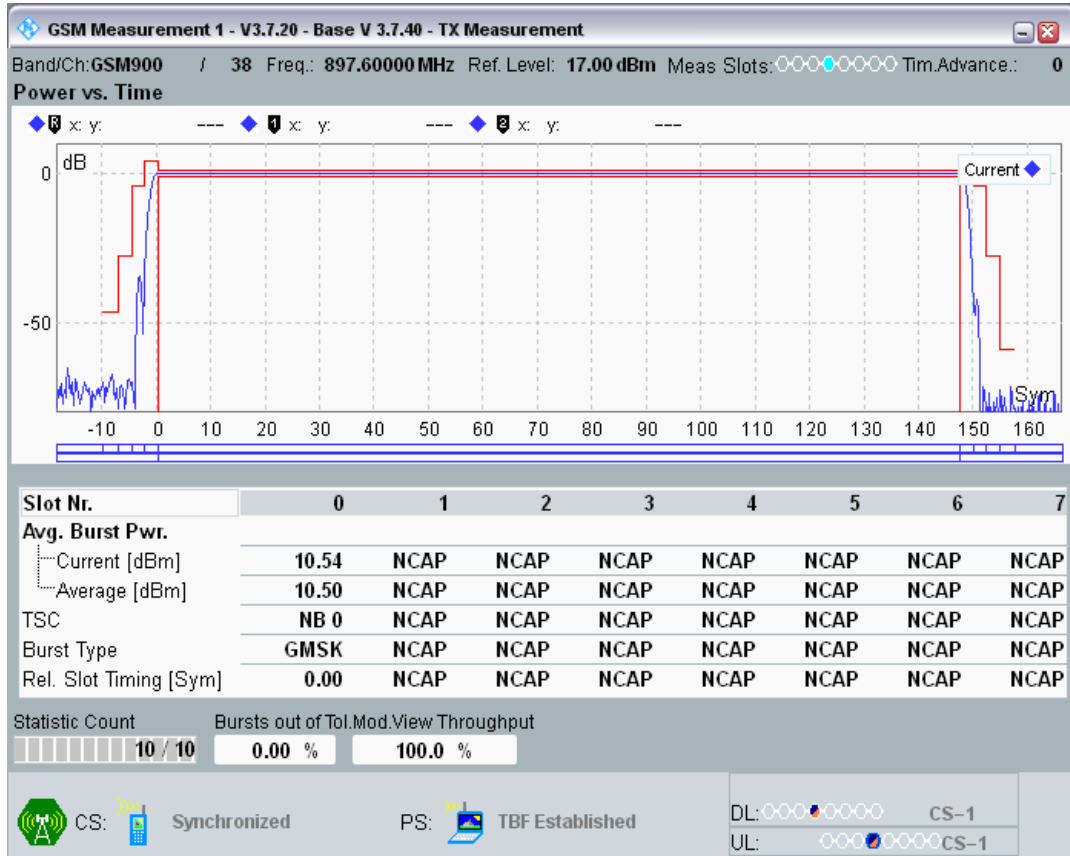 GSM Measurement 1 - V3.7.20 - Base V 3.7.40 - TX Measurement
Band/Ch:GSM900 / 38 Freq.: 897.60000 MHz Ref. Level: 17.00 dBm Meas Slots: Tim.Advance.: 0
Power vs. Time
R x: y: --- 1 x: y: --- 2 x: y: ---
dB
Current
0
-50
Sym
-10 0 10 20 30 40 50 60 70 80 90 100 110 120 130 140 150 160
Slot Nr. 0 1 2 3 4 5 6 7
Avg. Burst Pwr.
Current [dBm] 10.54 NCAP NCAP NCAP NCAP NCAP NCAP NCAP
Average [dBm] 10.50 NCAP NCAP NCAP NCAP NCAP NCAP NCAP
TSC NB 0 NCAP NCAP NCAP NCAP NCAP NCAP NCAP
Burst Type GMSK NCAP NCAP NCAP NCAP NCAP NCAP NCAP
Rel. Slot Timing [Sym] 0.00 NCAP NCAP NCAP NCAP NCAP NCAP NCAP
Statistic Count Bursts out of Tol. Mod.View Throughput
10 / 10 0.00 % 100.0 %
CS: Synchronized PS: TBF Established
DL: CS-1
UL: CS-1